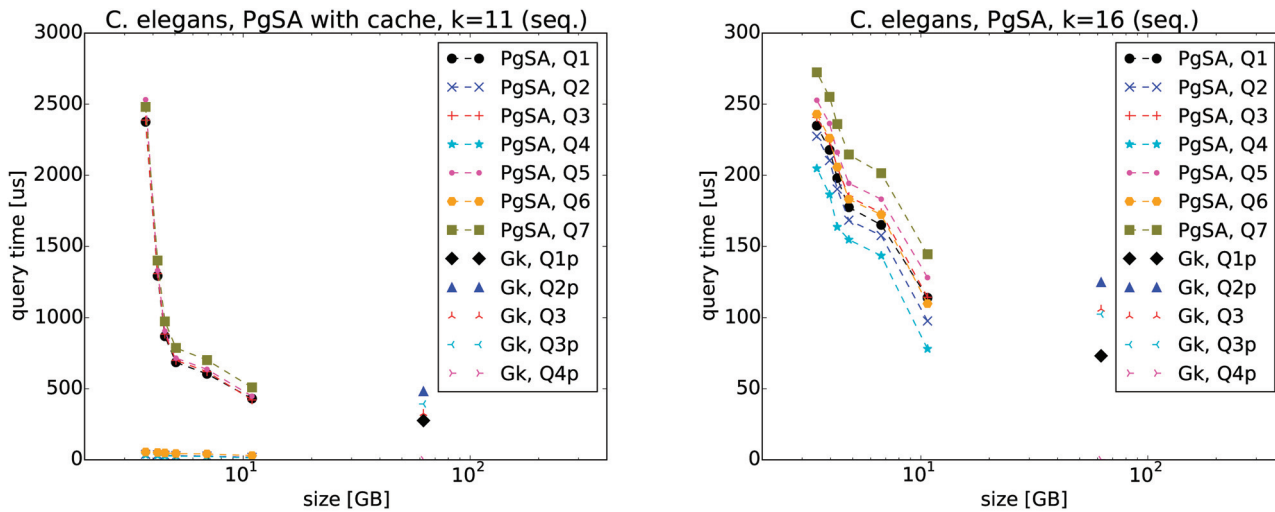 C. elegans, PgSA with cache, k=11 (seq.)
3000
2500
2000
1500
1000
500
0
query time [us]
10^1
10^2
size [GB]
PgSA, Q1
PgSA, Q2
PgSA, Q3
PgSA, Q4
PgSA, Q5
PgSA, Q6
PgSA, Q7
Gk, Q1p
Gk, Q2p
Gk, Q3
Gk, Q3p
Gk, Q4p
C. elegans, PgSA, k=16 (seq.)
300
250
200
150
100
50
0
query time [us]
10^1
10^2
size [GB]
PgSA, Q1
PgSA, Q2
PgSA, Q3
PgSA, Q4
PgSA, Q5
PgSA, Q6
PgSA, Q7
Gk, Q1p
Gk, Q2p
Gk, Q3
Gk, Q3p
Gk, Q4p